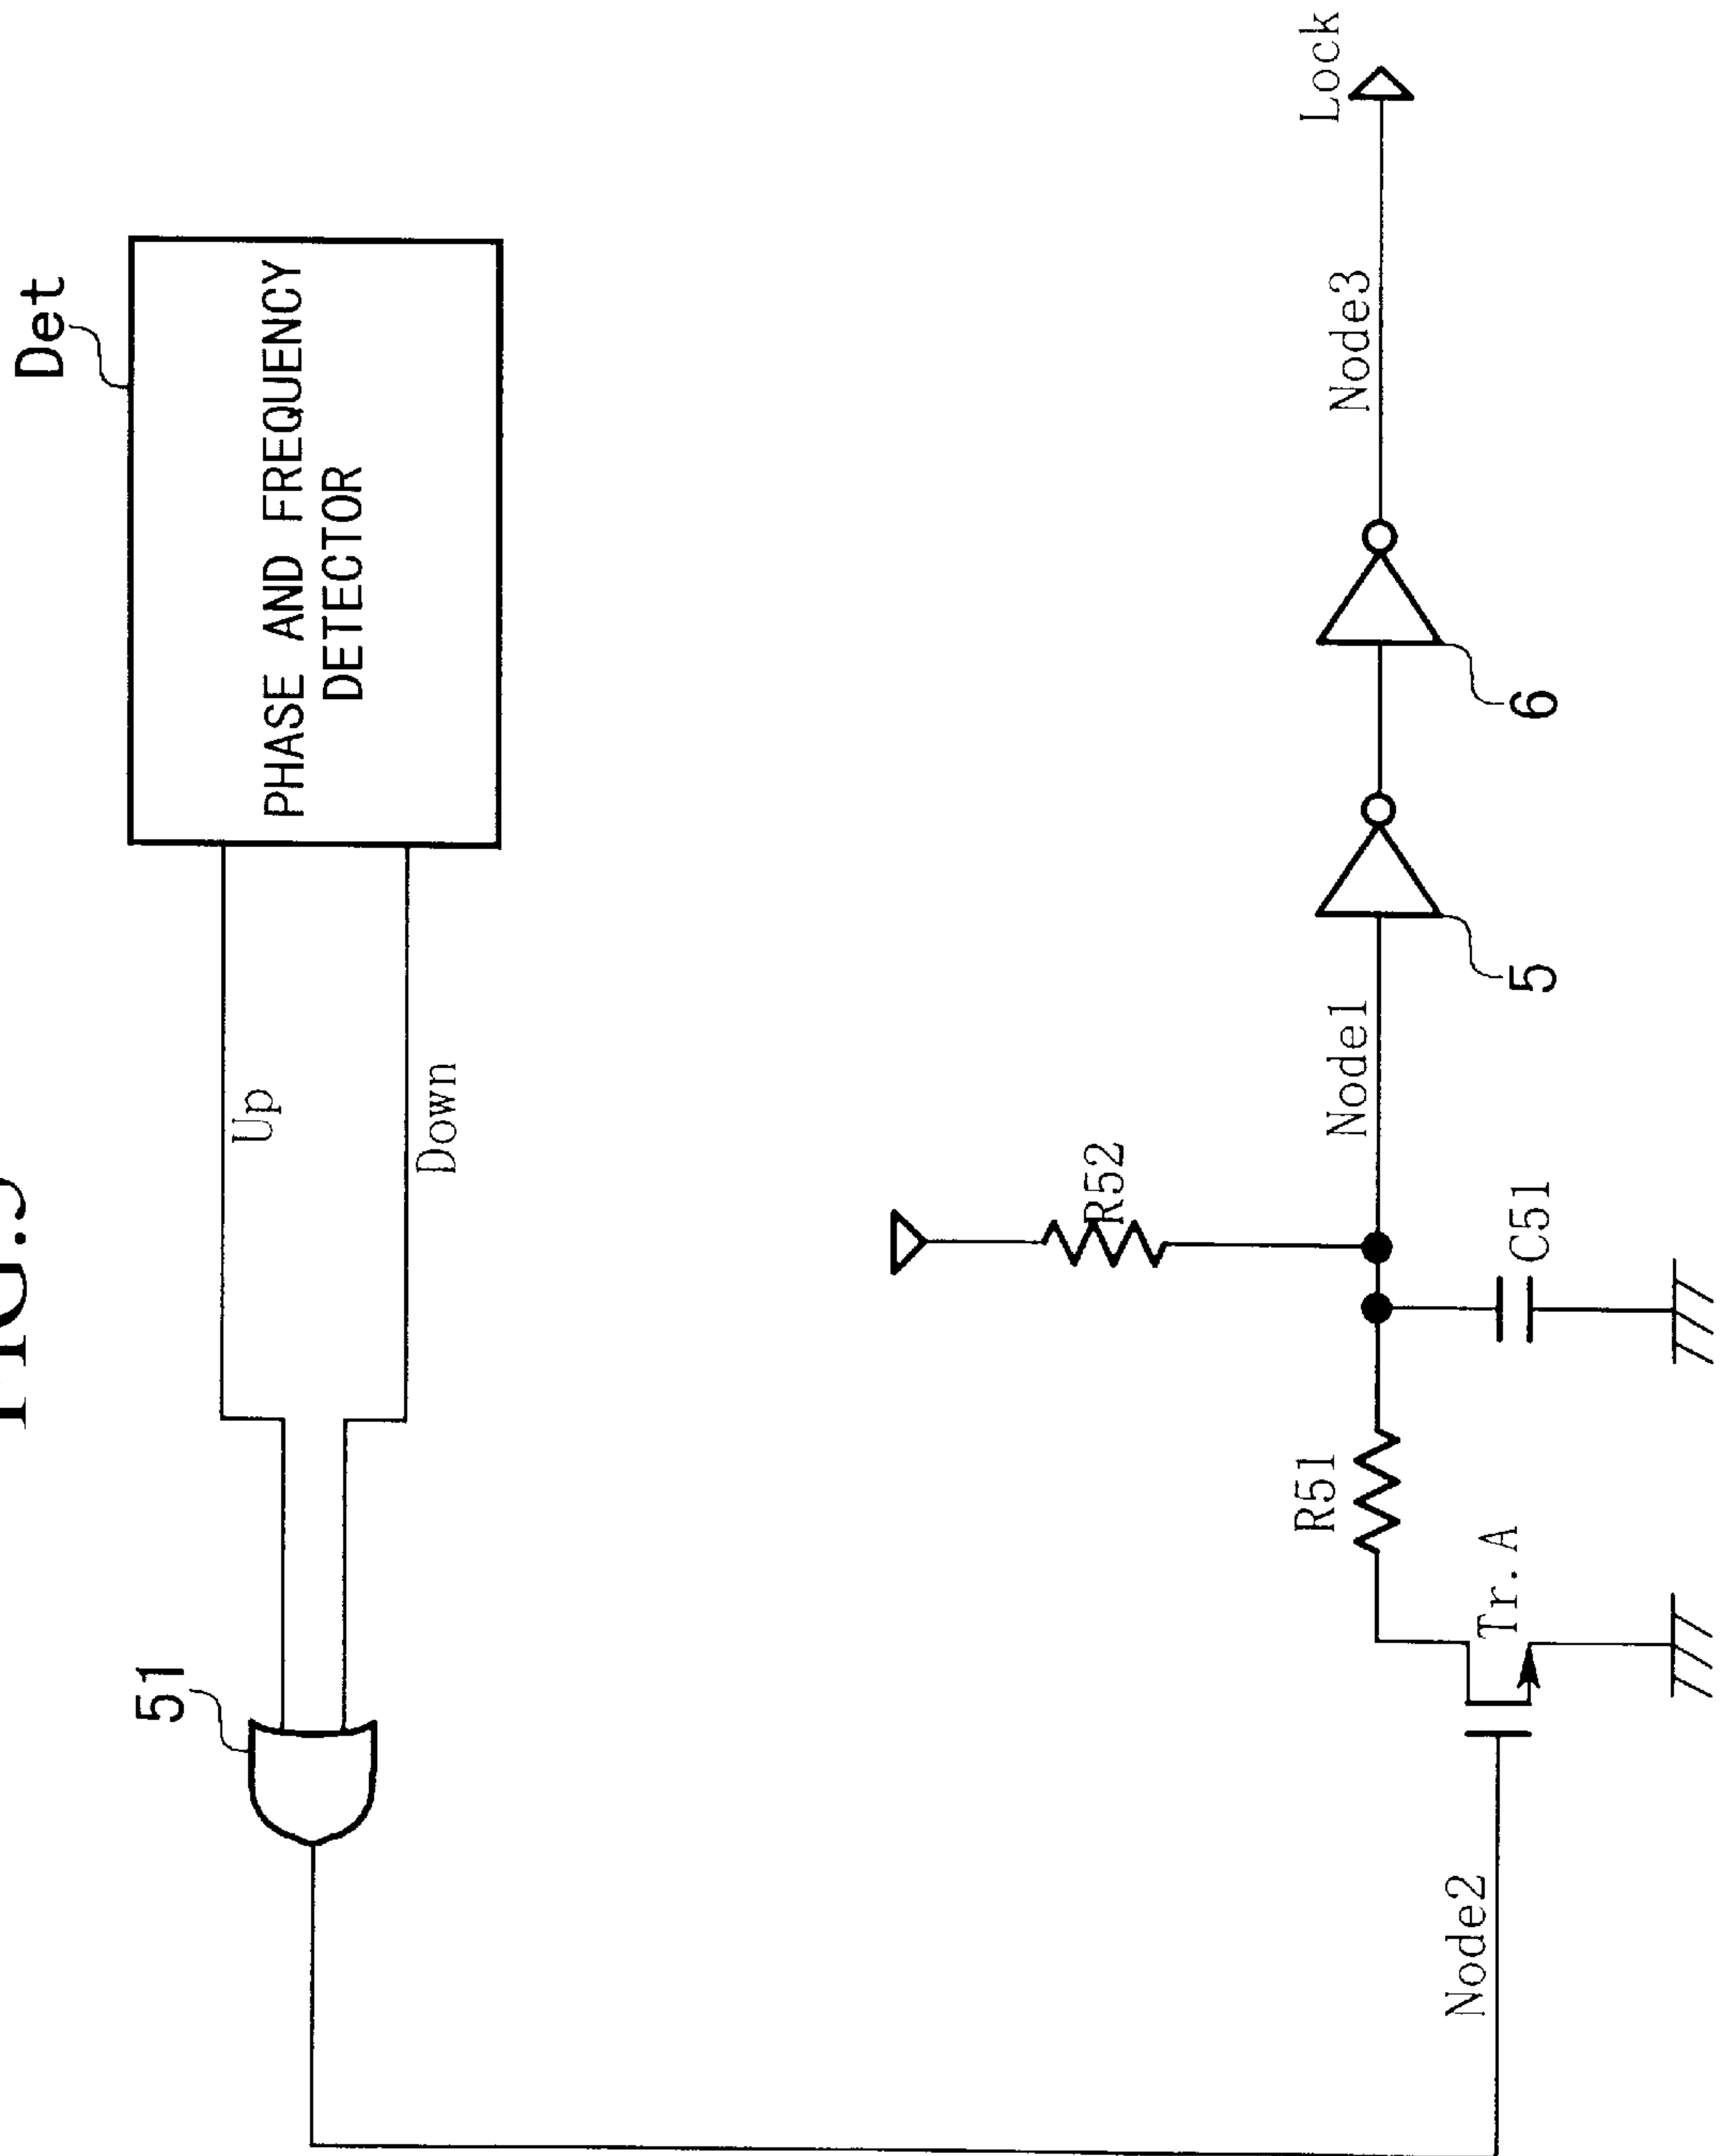 Det
PHASE AND FREQUENCY
DETECTOR
Up
Down
51
Node2
Tr. A
R51
R52
C51
Node1
5
6
Node3
Lock